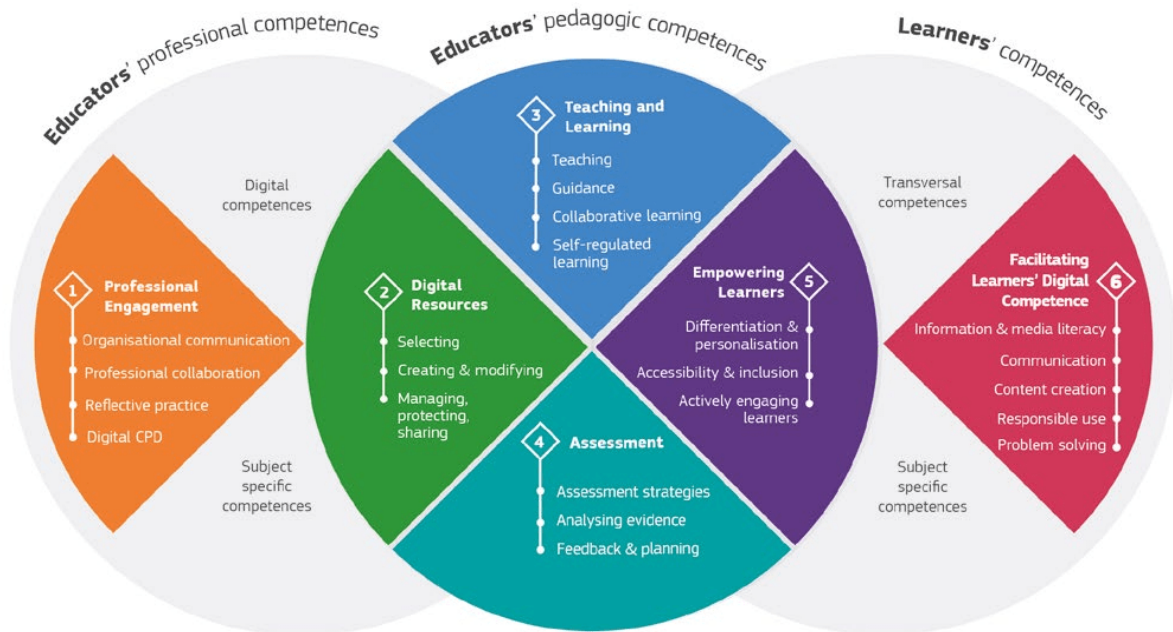 Educators' professional competences
Educators' pedagogic competences
Learners' competences
Digital
competences
Subject
specific
competences
1
Professional
Engagement
Organisational communication
Professional collaboration
Reflective practice
Digital CPD
2
Digital
Resources
Selecting
Creating & modifying
Managing,
protecting,
sharing
3
Teaching and
Learning
Teaching
Guidance
Collaborative learning
Self-regulated
learning
4
Assessment
Assessment strategies
Analysing evidence
Feedback & planning
Empowering
Learners
5
Differentiation &
personalisation
Accessibility & inclusion
Actively engaging
learners
Transversal
competences
Subject
specific
competences
Facilitating
Learners' Digital
Competence
6
Information & media literacy
Communication
Content creation
Responsible use
Problem solving